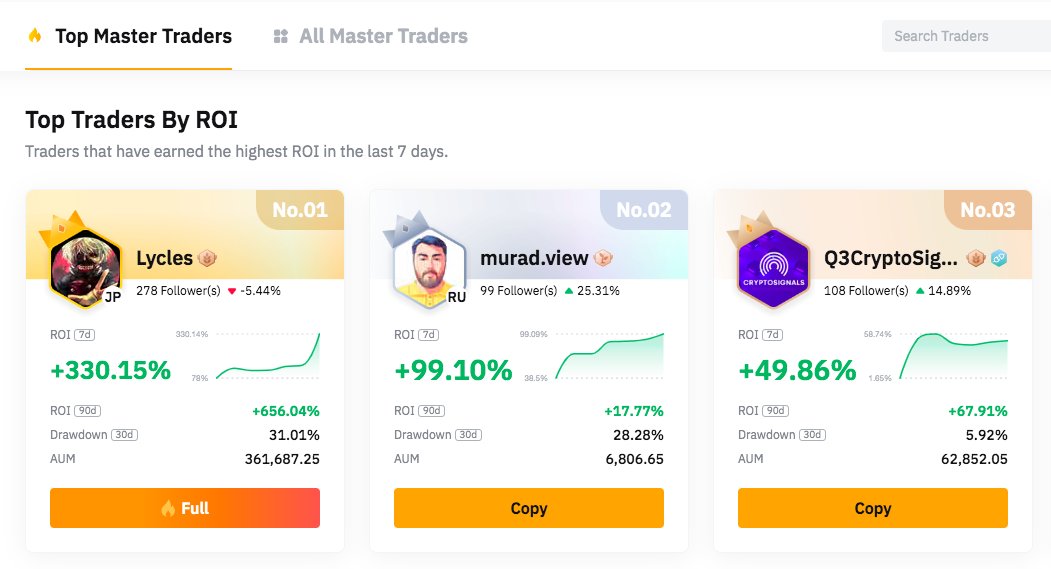 Top Master Traders
All Master Traders
Search Traders
Top Traders By ROI
Traders that have earned the highest ROI in the last 7 days.
No.01
Lycles
JP
278 Follower(s) -5.44%
ROI 7d
330.14%
+330.15%
78%
ROI 90d +656.04%
Drawdown 30d 31.01%
AUM 361,687.25
Full
No.02
murad.view
RU
99 Follower(s) 25.31%
ROI 7d
99.09%
+99.10%
38.5%
ROI 90d +17.77%
Drawdown 30d 28.28%
AUM 6,806.65
Copy
No.03
CRYPTOSIGNALS
Q3CryptoSig...
108 Follower(s) 14.89%
ROI 7d
58.74%
+49.86%
1.65%
ROI 90d +67.91%
Drawdown 30d 5.92%
AUM 62,852.05
Copy